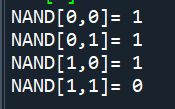 NAND[0,0]= 1
NAND[0,1]= 1
NAND[1,0]= 1
NAND[1,1]= 0